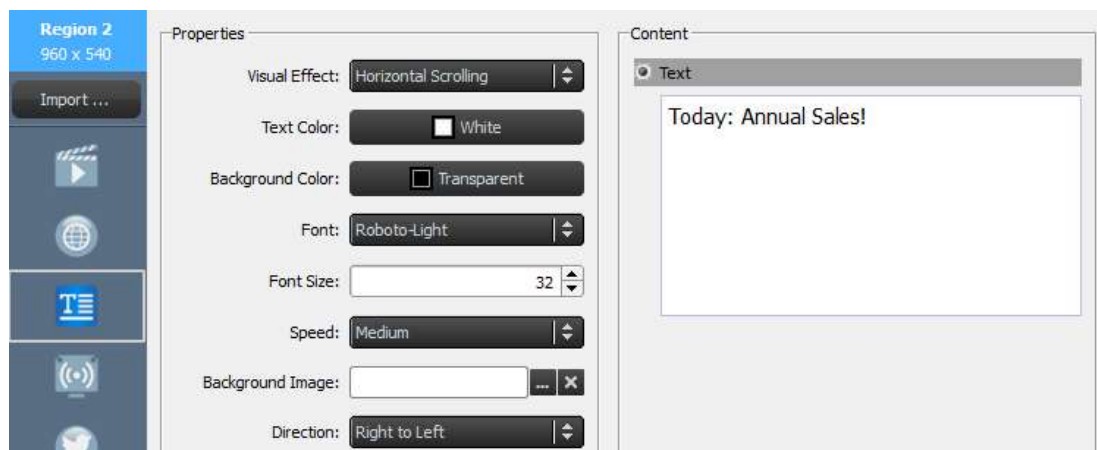 Region 2
960 x 540
Import ...
T
Properties
Visual Effect: Horizontal Scrolling
Text Color: White
Background Color: Transparent
Font: Roboto-Light
Font Size: 32
Speed: Medium
Background Image: ...
Direction: Right to Left
Content
Text
Today: Annual Sales!